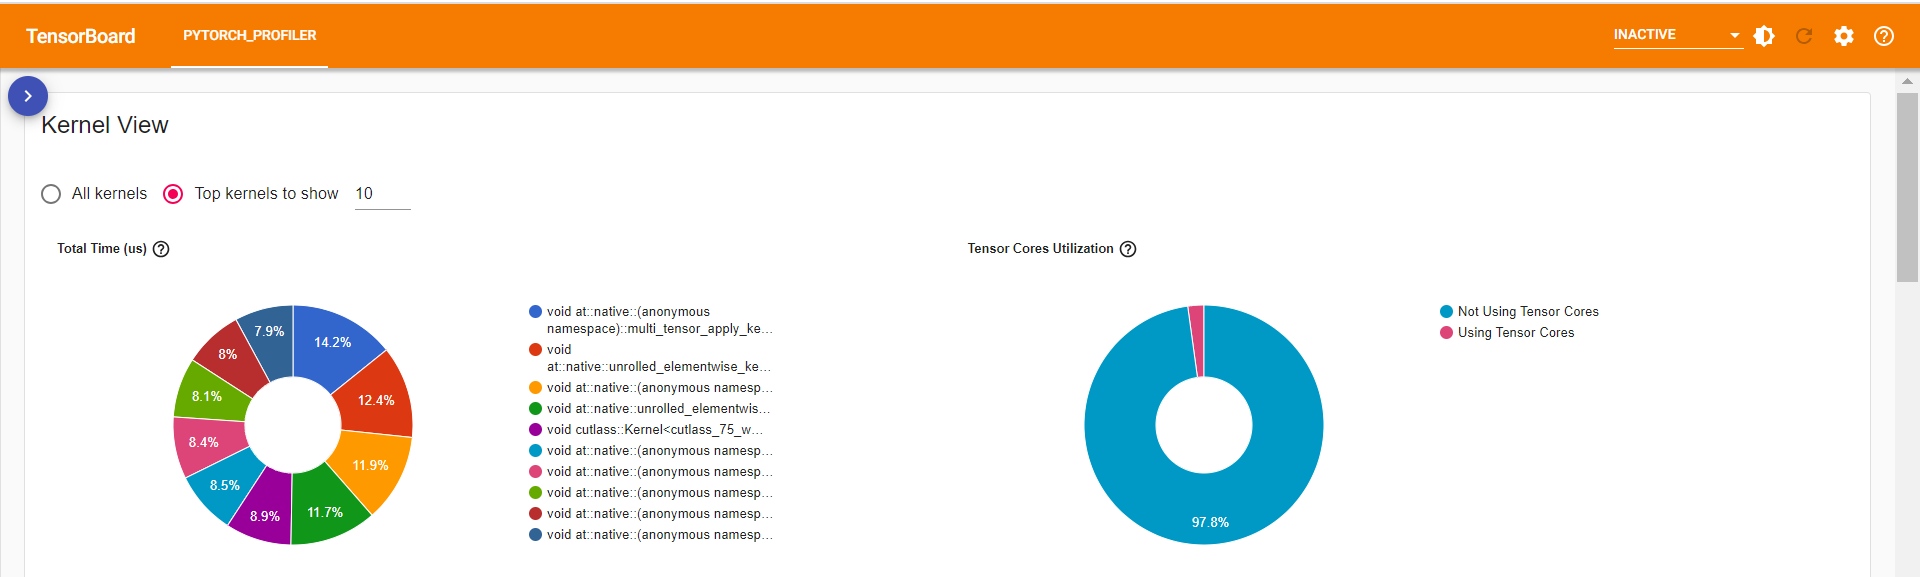 TensorBoard
PYTORCH_PROFILER
INACTIVE
Kernel View
All kernels
Top kernels to show
10
Total Time (us)
14.2%
12.4%
11.9%
11.7%
8.9%
8.5%
8.4%
8.1%
8%
7.9%
void at::native::(anonymous
namespace)::multi_tensor_apply_ke...
void
at::native::unrolled_elementwise_ke...
void at::native::(anonymous namesp...
void at::native::unrolled_elementwis...
void cutlass::Kernel<cutlass_75_w...
void at::native::(anonymous namesp...
void at::native::(anonymous namesp...
void at::native::(anonymous namesp...
void at::native::(anonymous namesp...
void at::native::(anonymous namesp...
Tensor Cores Utilization
97.8%
Not Using Tensor Cores
Using Tensor Cores